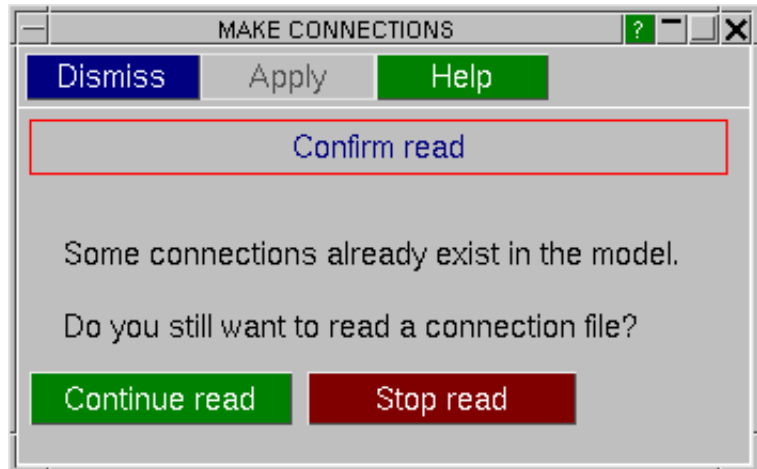 MAKE CONNECTIONS ?
Dismiss Apply Help
Confirm read
Some connections already exist in the model.
Do you still want to read a connection file?
Continue read Stop read